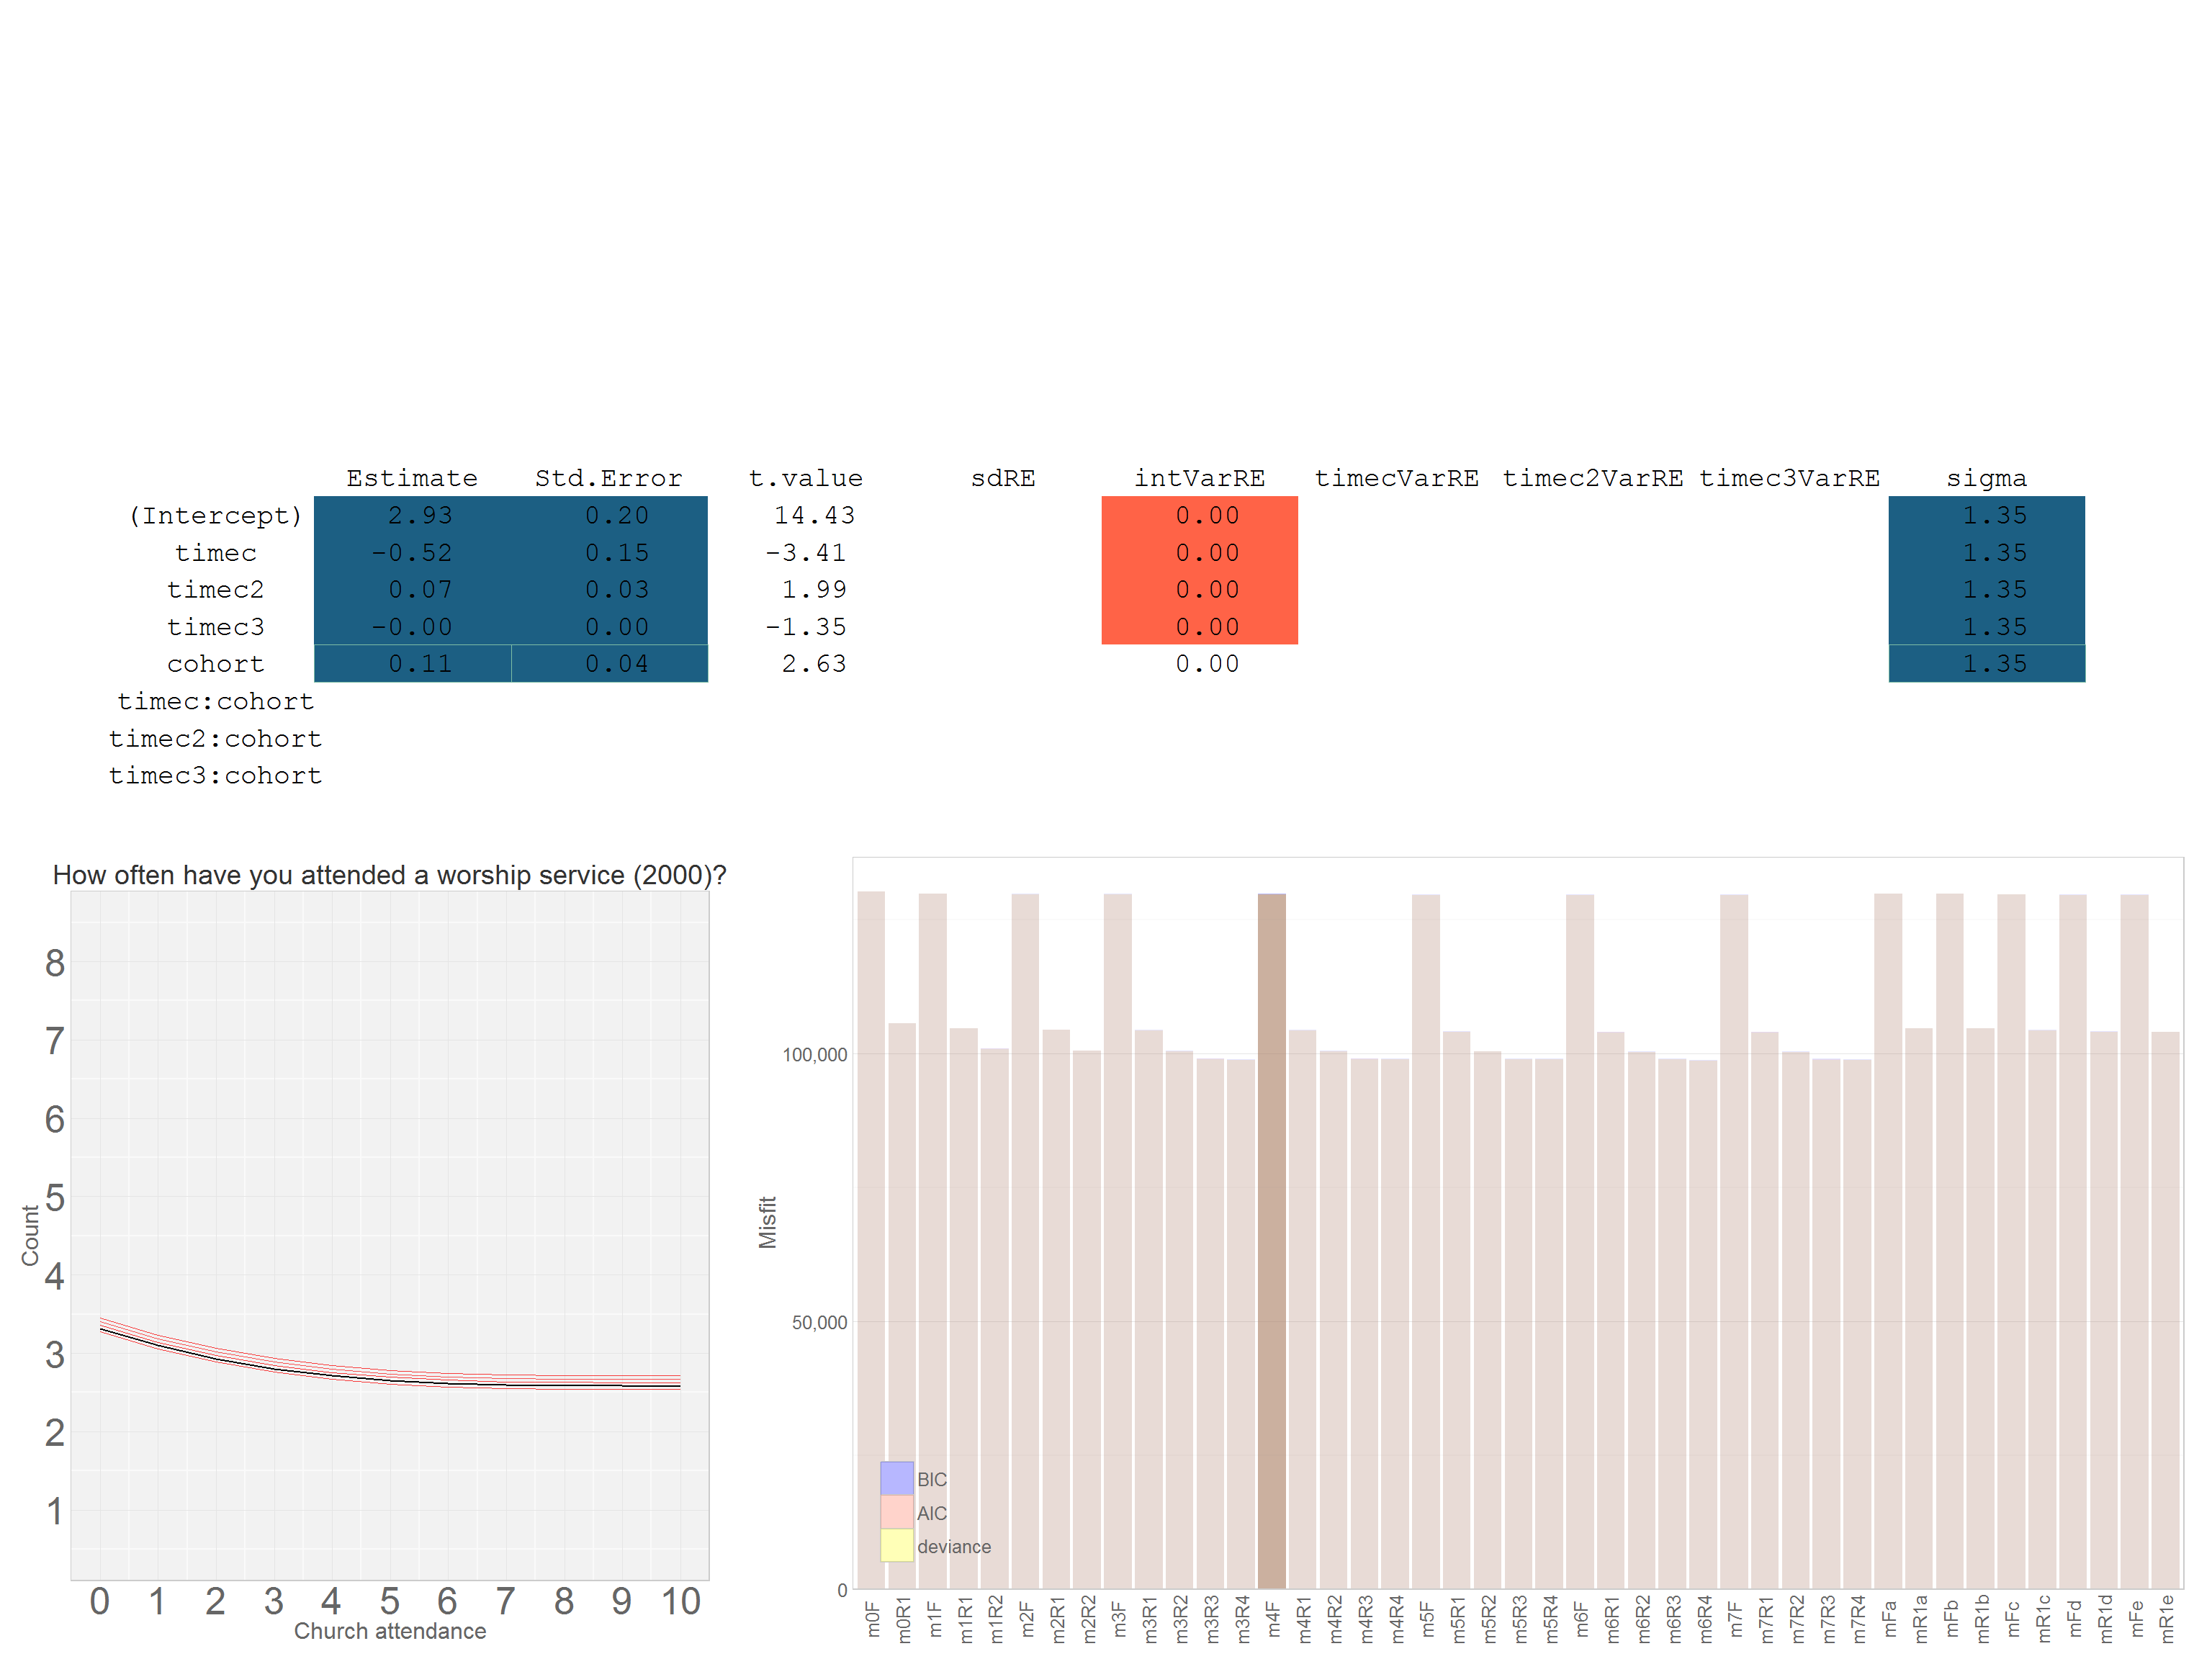 Estimate Std.Error t.value sdRE intVarRE timecVarRE timec2VarRE timec3VarRE sigma
(Intercept) 2.93 0.20 14.43 0.00 1.35
timec -0.52 0.15 -3.41 0.00 1.35
timec2 0.07 0.03 1.99 0.00 1.35
timec3 -0.00 0.00 -1.35 0.00 1.35
cohort 0.11 0.04 2.63 0.00 1.35
timec:cohort
timec2:cohort
timec3:cohort
How often have you attended a worship service (2000)?
8
7
6
5
4
3
2
1
Count
0 1 2 3 4 5 6 7 8 9 10
Church attendance
Misfit
100,000
50,000
0
BIC
AIC
deviance
m0F m0R1 m1F m1R1 m1R2 m2F m2R1 m2R2 m3F m3R1 m3R2 m3R3 m3R4 m4F m4R1 m4R2 m4R3 m4R4 m5F m5R1 m5R2 m5R3 m5R4 m6F m6R1 m6R2 m6R3 m6R4 m7F m7R1 m7R2 m7R3 m7R4 mFa mR1a mFb mR1b mFc mR1c mFd mR1d mFe mR1e